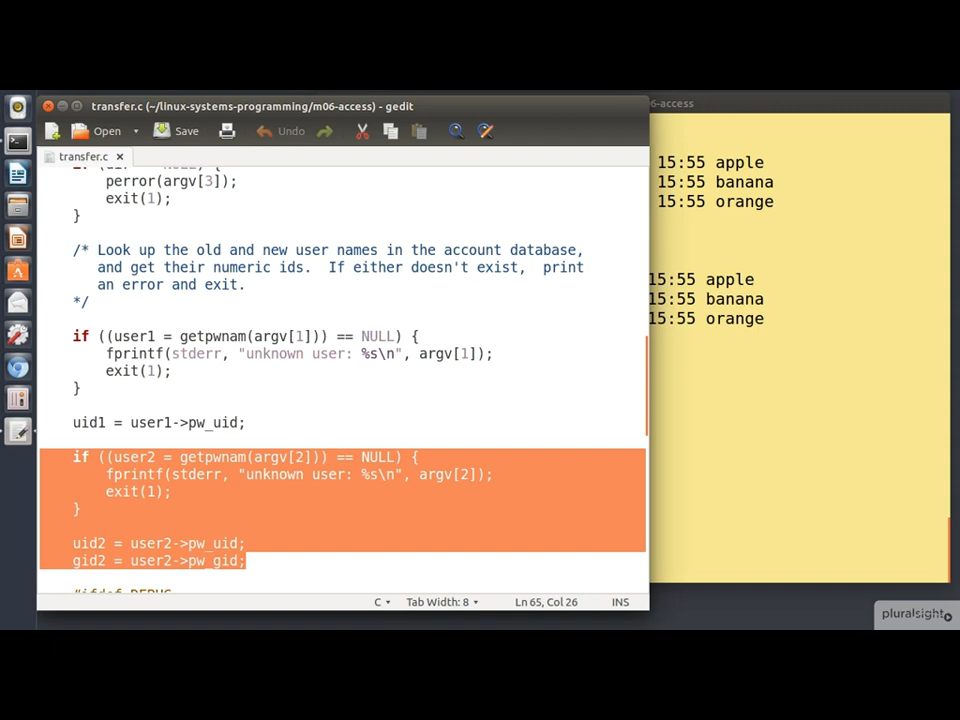 transfer.c (~/linux-systems-programming/m06-access) - gedit
6-access
Open
Save
Undo
transfer.c
perror(argv[3]);
exit(1);
}
/* Look up the old and new user names in the account database,
and get their numeric ids.  If either doesn't exist,  print
an error and exit.
*/
if ((user1 = getpwnam(argv[1])) == NULL) {
fprintf(stderr, "unknown user: %s\n", argv[1]);
exit(1);
}
uid1 = user1->pw_uid;
if ((user2 = getpwnam(argv[2])) == NULL) {
fprintf(stderr, "unknown user: %s\n", argv[2]);
exit(1);
}
uid2 = user2->pw_uid;
gid2 = user2->pw_gid;
#ifdef DEBUG
C
Tab Width: 8
Ln 65, Col 26
INS
15:55 apple
15:55 banana
15:55 orange
15:55 apple
15:55 banana
15:55 orange
pluralsight